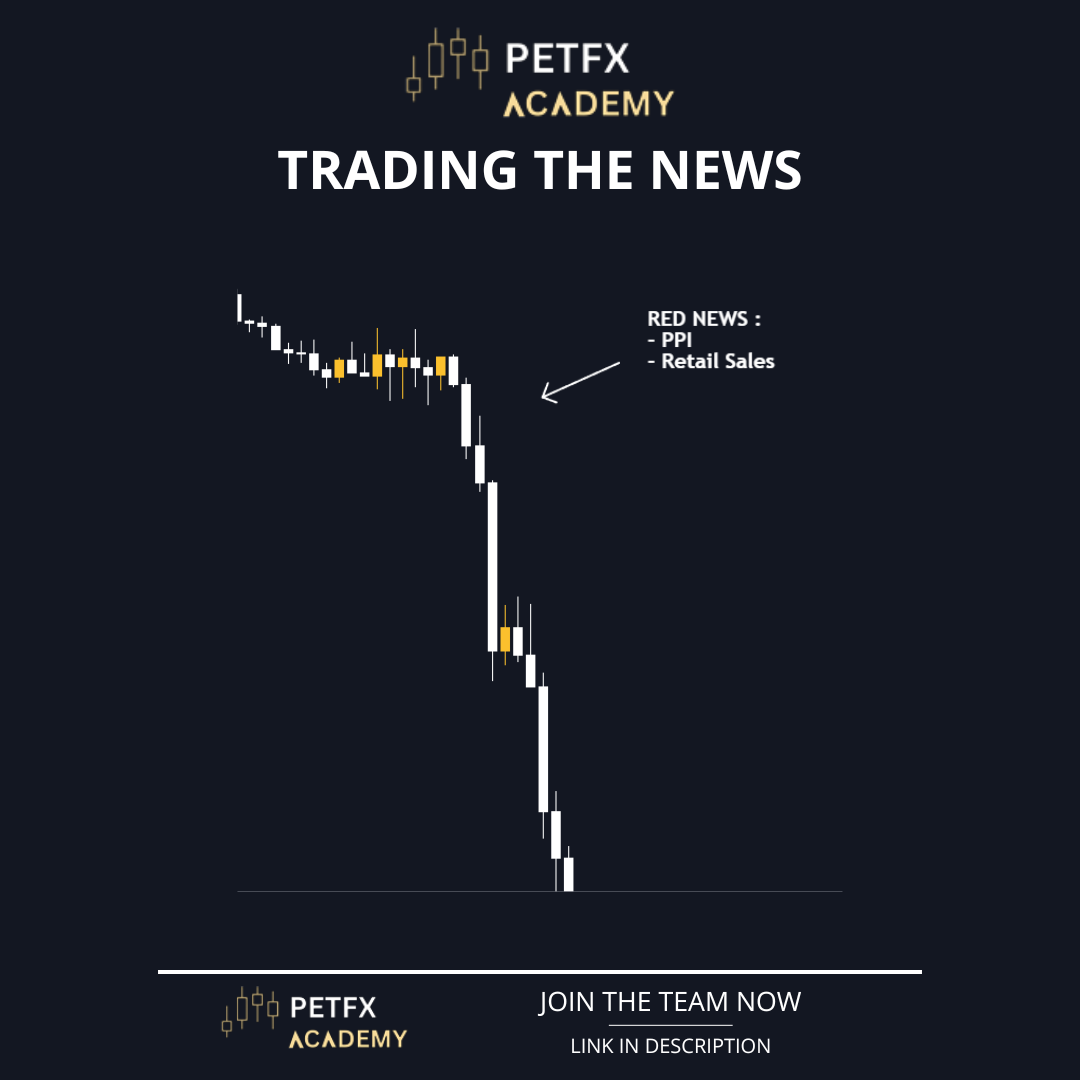 PETFX
ACADEMY
TRADING THE NEWS
RED NEWS :
- PPI
- Retail Sales
PETFX
ACADEMY
JOIN THE TEAM NOW
LINK IN DESCRIPTION